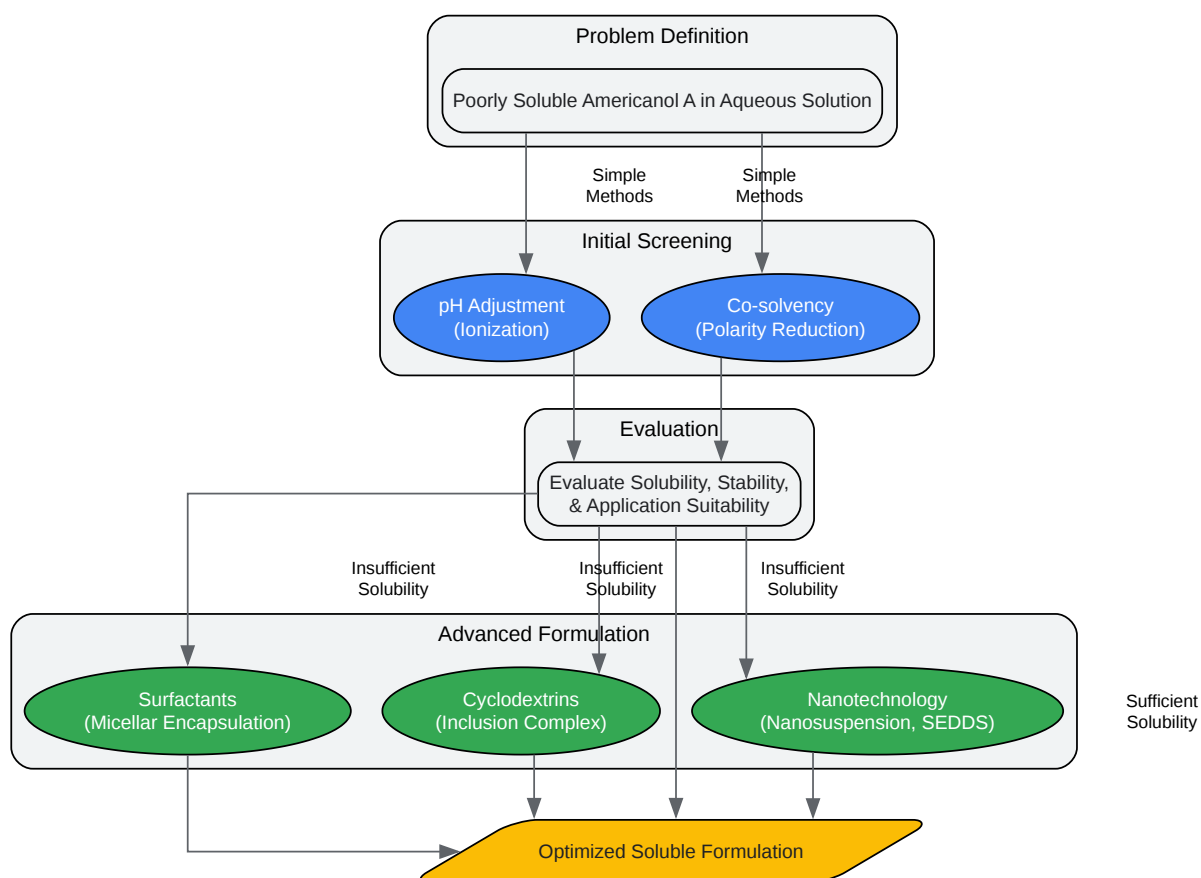 Problem Definition
Poorly Soluble Americanol A in Aqueous Solution
Simple
Methods
Simple
Methods
Initial Screening
pH Adjustment
(Ionization)
Co-solvency
(Polarity Reduction)
Evaluation
Evaluate Solubility, Stability,
& Application Suitability
Insufficient
Solubility
Insufficient
Solubility
Insufficient
Solubility
Advanced Formulation
Surfactants
(Micellar Encapsulation)
Cyclodextrins
(Inclusion Complex)
Nanotechnology
(Nanosuspension, SEDDS)
Sufficient
Solubility
Optimized Soluble Formulation